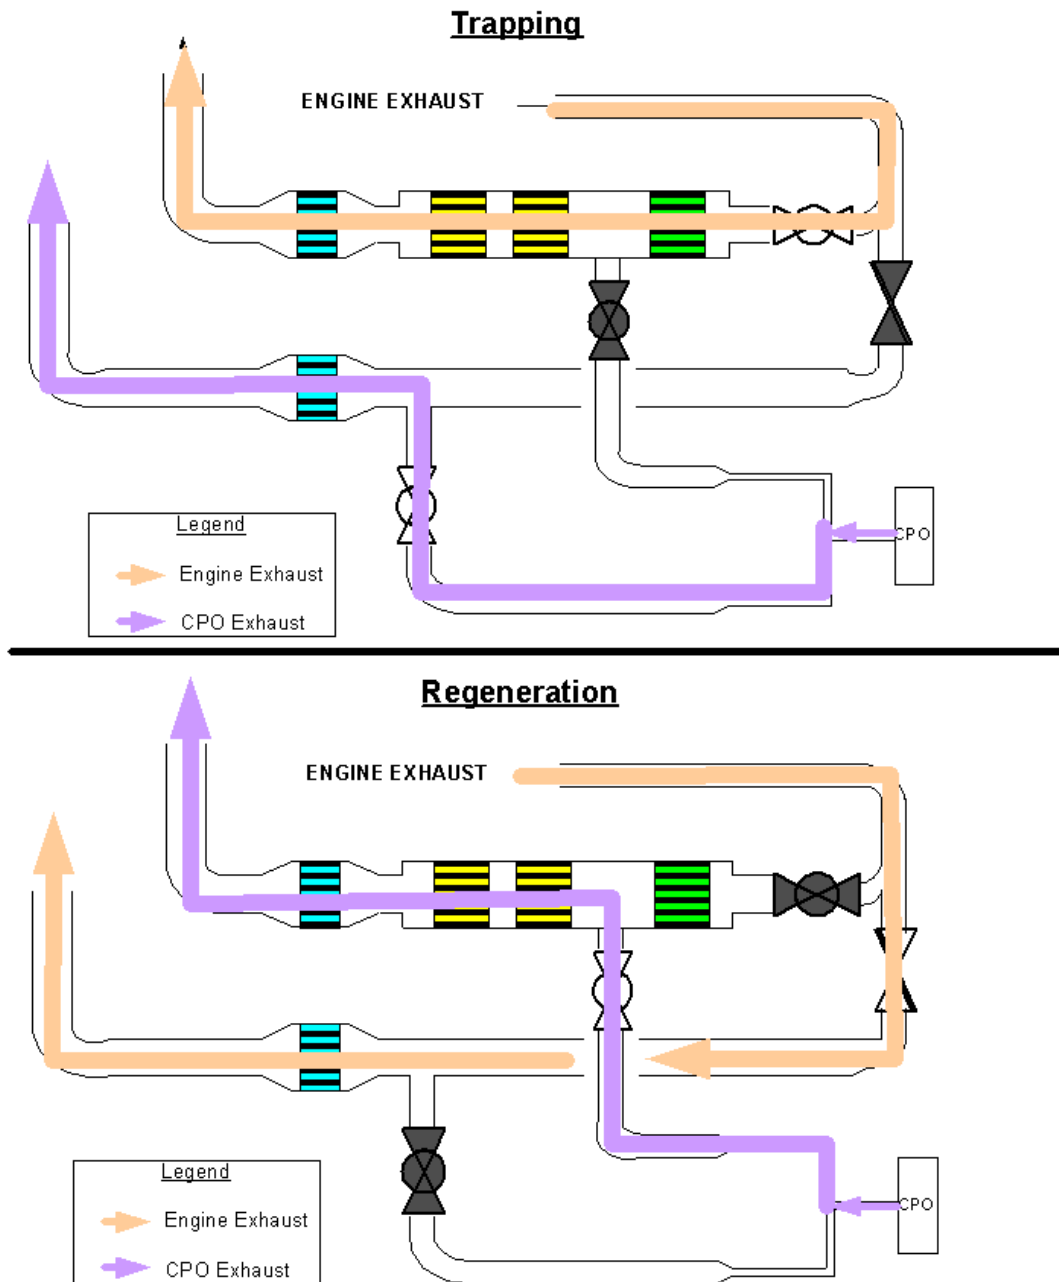 Trapping
ENGINE EXHAUST
CPO
Legend
Engine Exhaust
CPO Exhaust
Regeneration
ENGINE EXHAUST
CPO
Legend
Engine Exhaust
CPO Exhaust